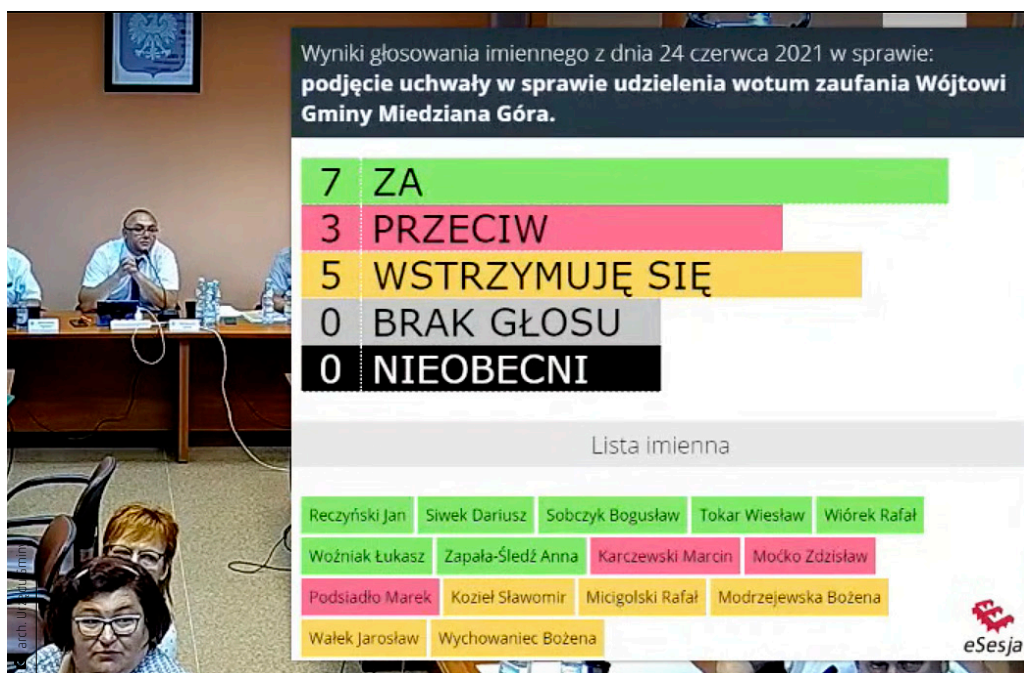 Wyniki głosowania imiennego z dnia 24 czerwca 2021 w sprawie:
podjęcie uchwały w sprawie udzielenia wotum zaufania Wójtowi
Gminy Miedziana Góra.
7 ZA
3 PRZECIW
5 WSTRZYMUJĘ SIĘ
0 BRAK GŁOSU
0 NIEOBECNI
Lista imienna
Reczyński Jan Siwek Dariusz Sobczyk Bogusław Tokar Wiesław Wiórek Rafał
Woźniak Łukasz Zapała-Śledź Anna Karczewski Marcin Moćko Zdzisław
Podsiadło Marek Kozieł Sławomir Micigolski Rafał Modrzejewska Bożena
Wałek Jarosław Wychowaniec Bożena
eSesja
arch. Urzędu Gminy